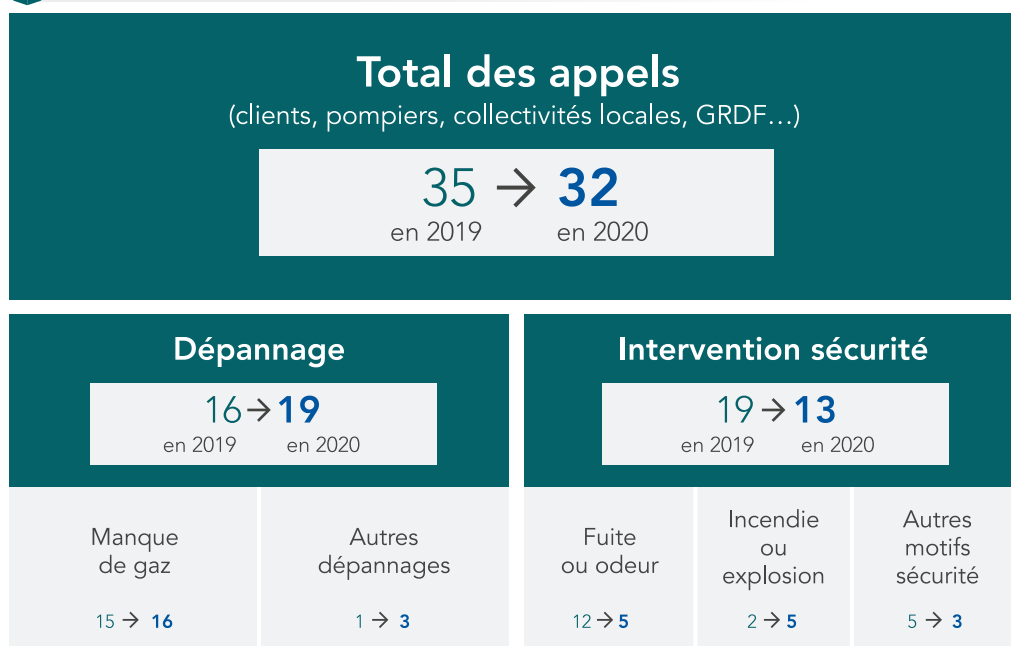 Total des appels
(clients, pompiers, collectivités locales, GRDF...)
35 → 32
en 2019 en 2020
Dépannage
16 → 19
en 2019 en 2020
Manque
de gaz
15 → 16
Autres
dépannages
1 → 3
Intervention sécurité
19 → 13
en 2019 en 2020
Fuite
ou odeur
12 → 5
Incendie
ou
explosion
2 → 5
Autres
motifs
sécurité
5 → 3